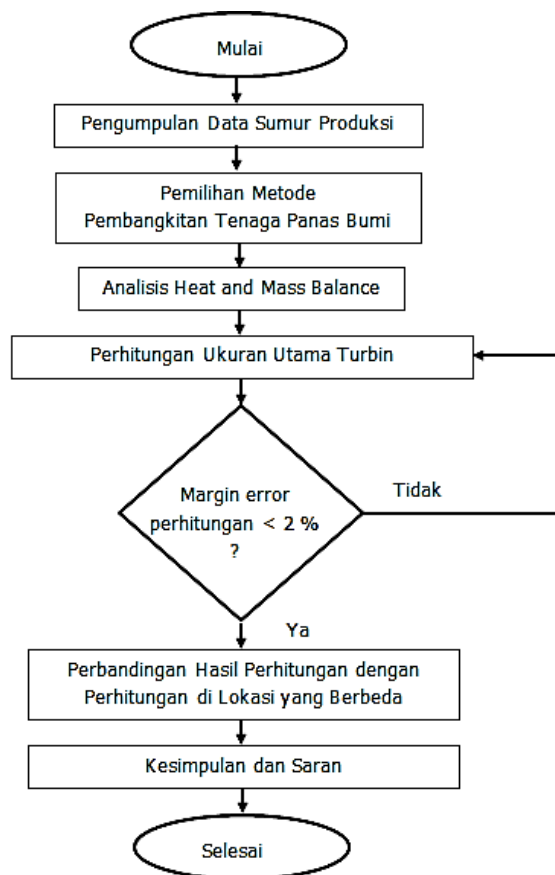 Mulai
Pengumpulan Data Sumur Produksi
Pemilihan Metode
Pembangkitan Tenaga Panas Bumi
Analisis Heat and Mass Balance
Perhitungan Ukuran Utama Turbin
Margin error
perhitungan < 2 %
?
Tidak
Ya
Perbandingan Hasil Perhitungan dengan
Perhitungan di Lokasi yang Berbeda
Kesimpulan dan Saran
Selesai